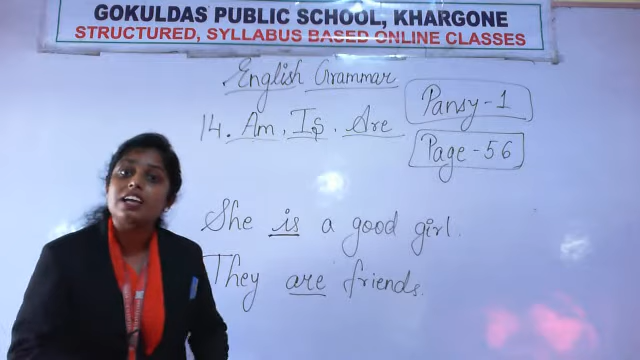 GOKULDAS PUBLIC SCHOOL, KHARGONE
STRUCTURED, SYLLABUS BASED ONLINE CLASSES
English Grammar
14. Am, Is, Are
Pansy-1
Page-56
She is a good girl.
They are friends.